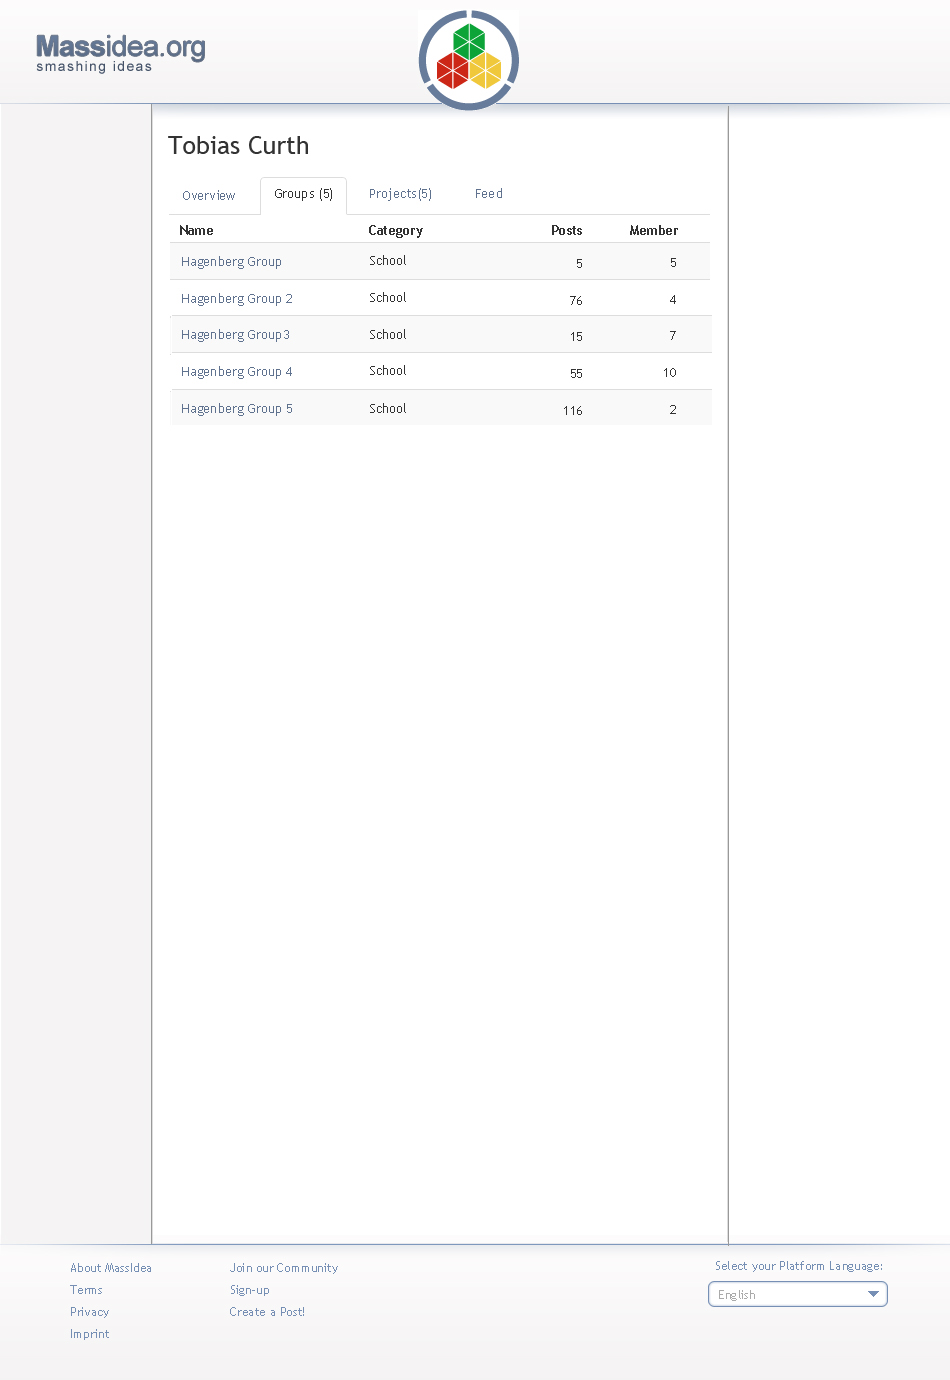 Massidea.org
smashing ideas
Tobias Curth
Overview Groups (5) Projects(5) Feed
Name Category Posts Member
Hagenberg Group School 5 5
Hagenberg Group 2 School 76 4
Hagenberg Group3 School 15 7
Hagenberg Group 4 School 55 10
Hagenberg Group 5 School 116 2
About MassIdea Join our Community Select your Platform Language:
Terms Sign-up English
Privacy Create a Post!
Imprint